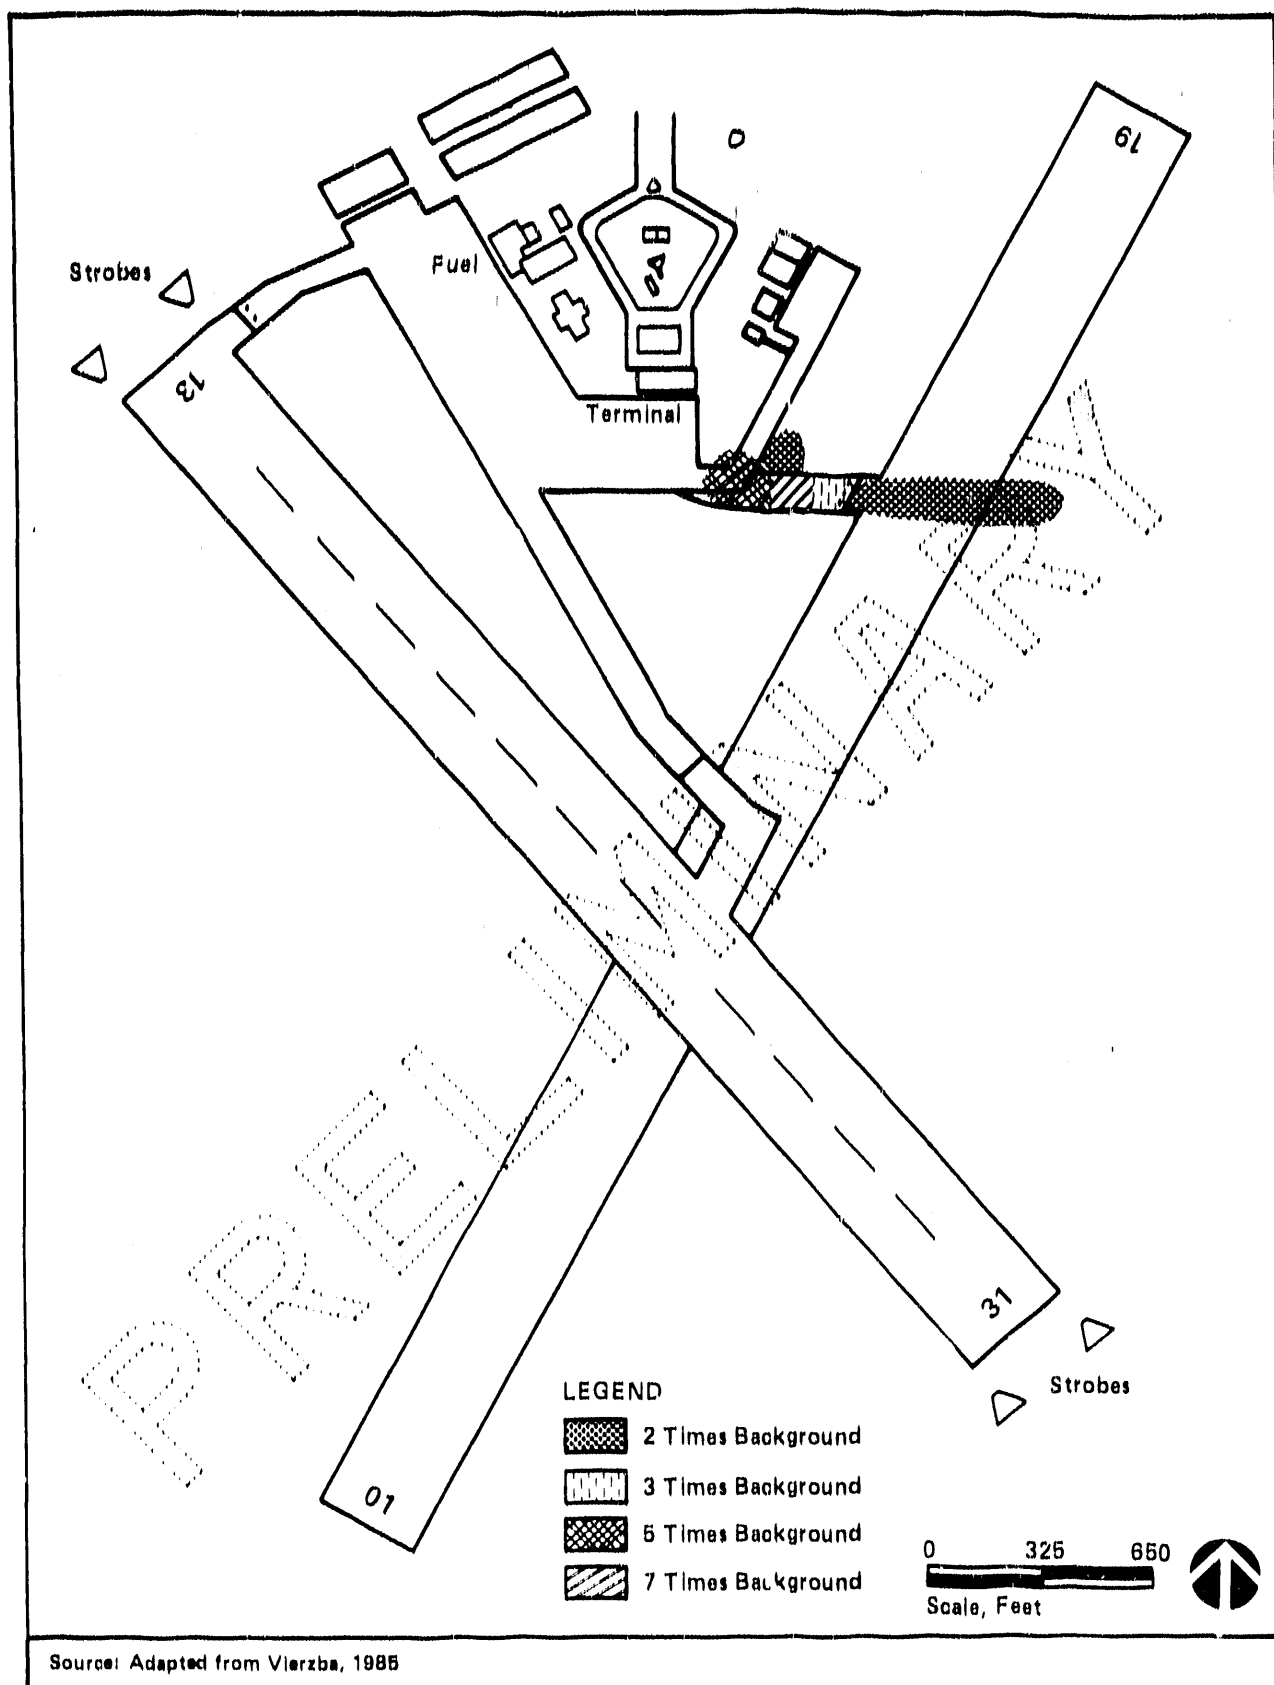 19
Strobes
Fuel
13
Terminal
PRELIMINARY
31
Strobes
LEGEND
2 Times Background
3 Times Background
5 Times Background
7 Times Background
01
0 325 650
Scale, Feet
Source: Adapted from Vierzba, 1985